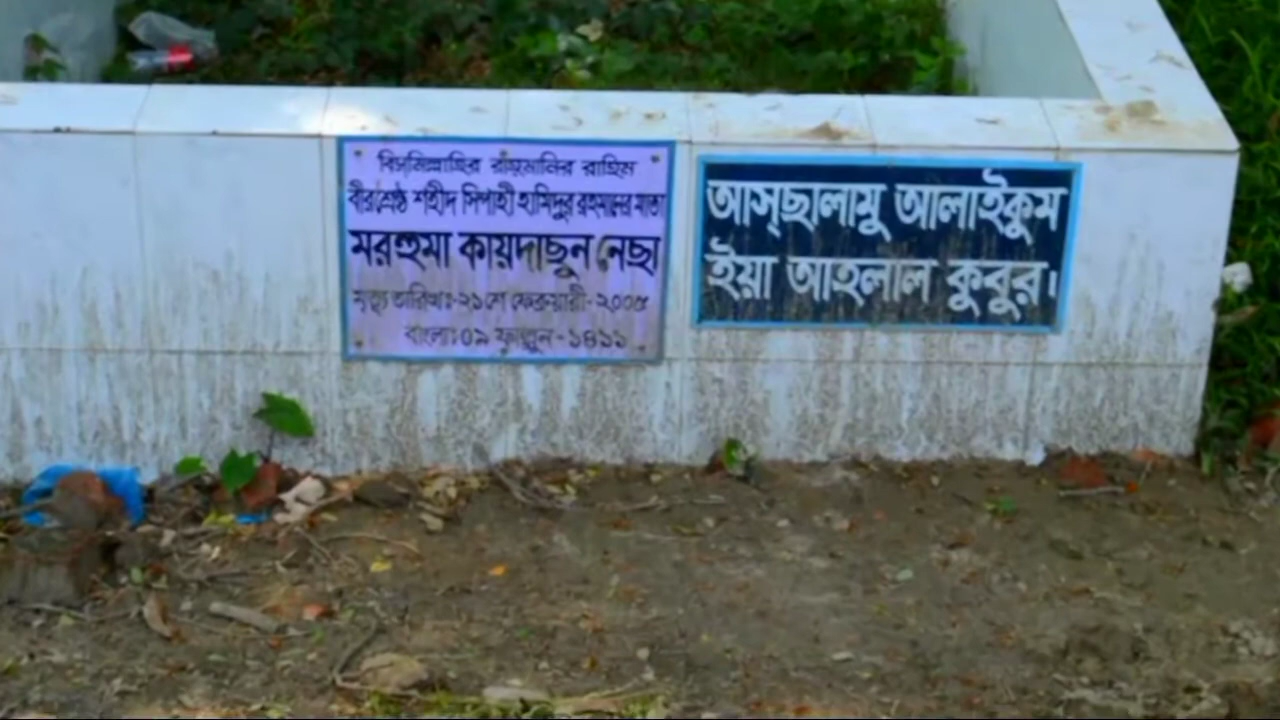 বিসমিল্লাহির রাহমানির রাহিম
বীরশ্রেষ্ঠ শহীদ সিপাহী হামিদুর রহমানের মাতা
মরহুমা কায়দাছুন নেছা
মৃত্যু তারিখঃ-২১শে ফেব্রুয়ারী-২০০৫
বাংলাঃ ০৯ ফাল্গুন-১৪১১
আস্ছালামু আলাইকুম
ইয়া আহলাল কুবুর।